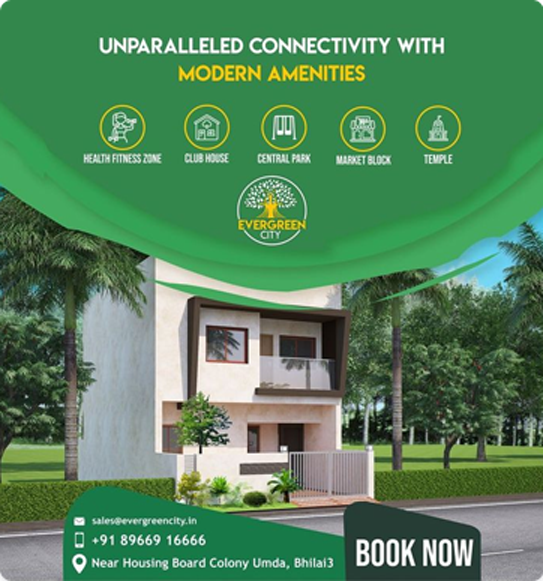 UNPARALLELED CONNECTIVITY WITH
MODERN AMENITIES
HEALTH FITNESS ZONE
CLUB HOUSE
CENTRAL PARK
MARKET BLOCK
TEMPLE
EVERGREEN
CITY
sales@evergreencity.in
+91 89669 16666
Near Housing Board Colony Umda, Bhilai3
BOOK NOW